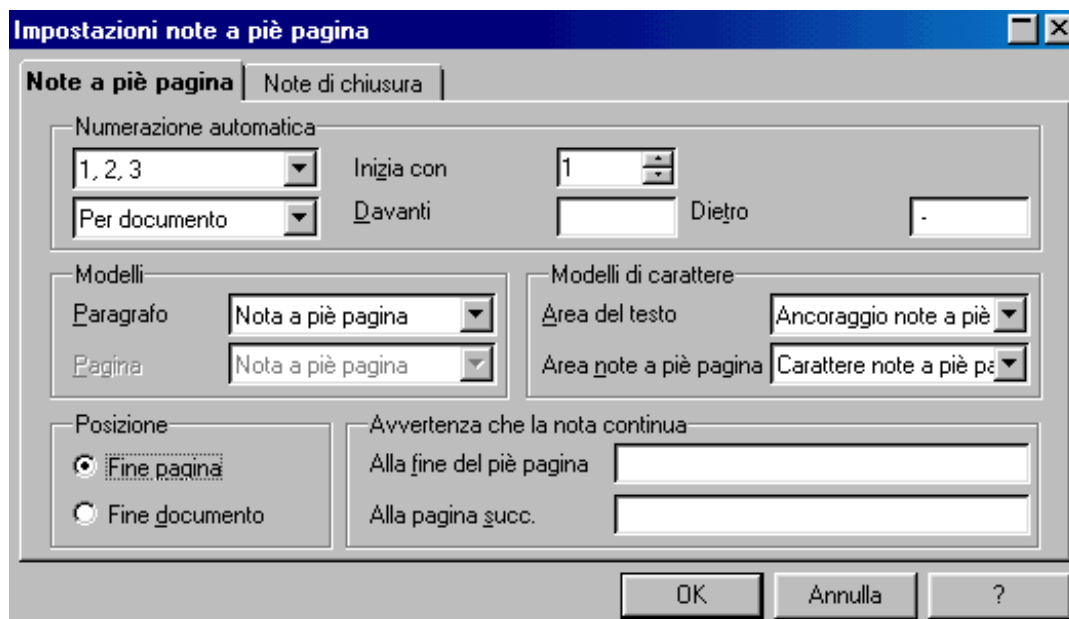 Impostazioni note a piè pagina
Note a piè pagina Note di chiusura
Numerazione automatica
1, 2, 3 Inizia con 1
Per documento Davanti Dietro -
Modelli Modelli di carattere
Paragrafo Nota a piè pagina Area del testo Ancoraggio note a piè
Pagina Nota a piè pagina Area note a piè pagina Carattere note a piè pa
Posizione Avvertenza che la nota continua
Fine pagina Alla fine del piè pagina
Fine documento Alla pagina succ.
OK Annulla ?